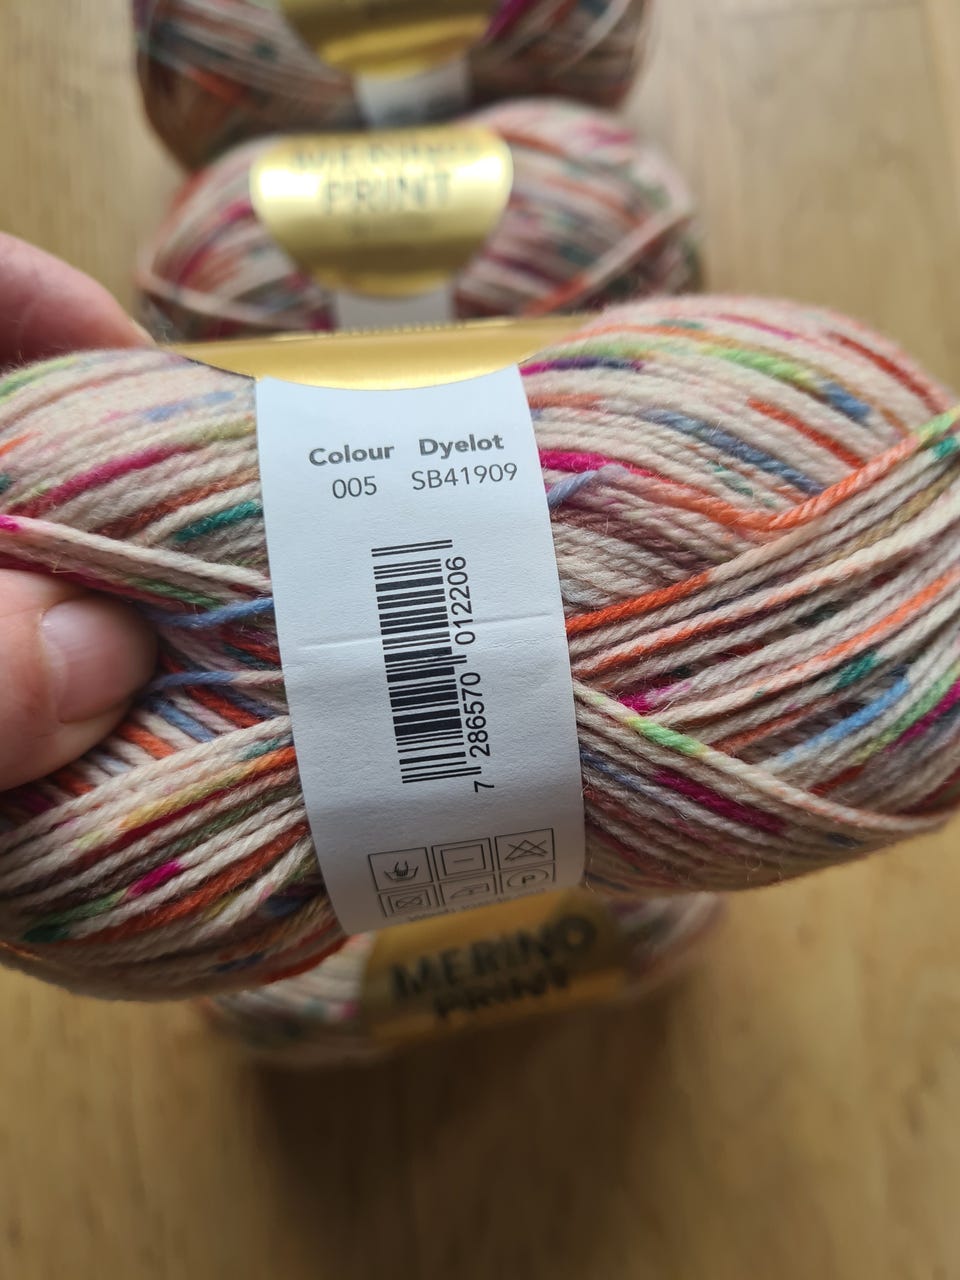 MERINO
PRINT
Colour Dyelot
005 SB41909
7 286570 012206
P
MERINO
PRINT